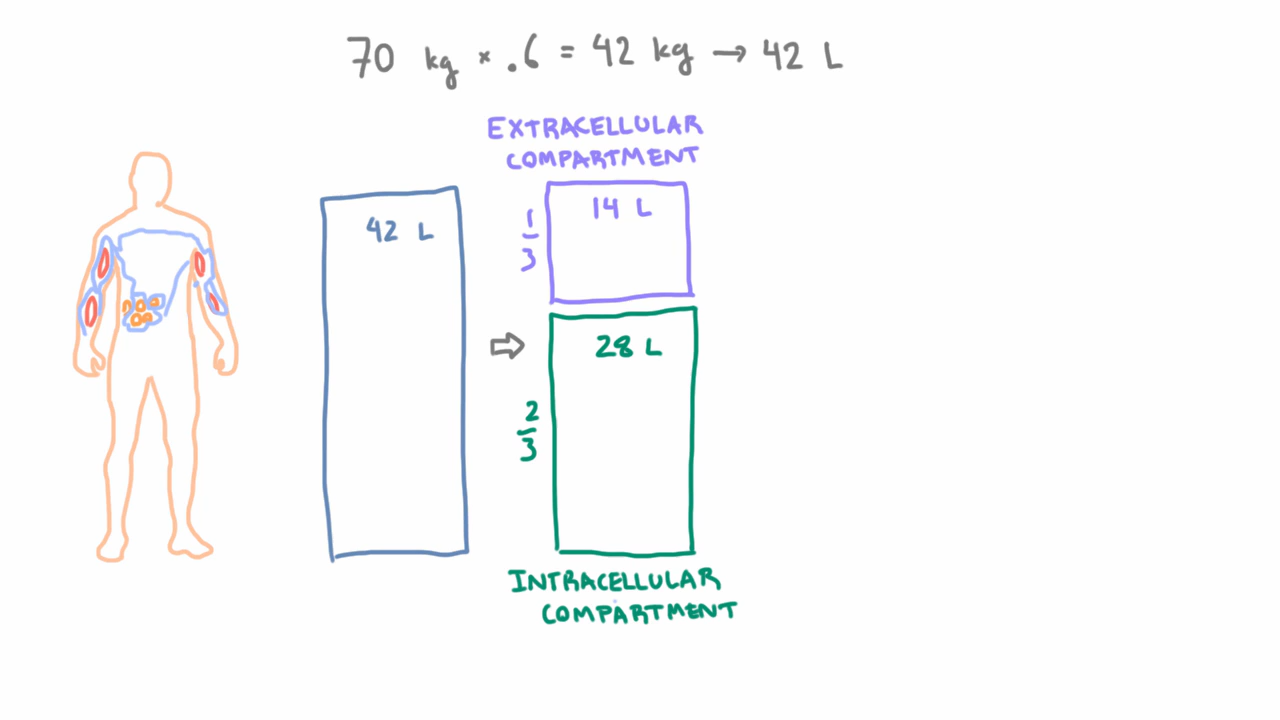 70 kg × .6 = 42 kg → 42 L
EXTRACELLULAR
COMPARTMENT
42 L
1/3
14 L
28 L
2/3
INTRACELLULAR
COMPARTMENT